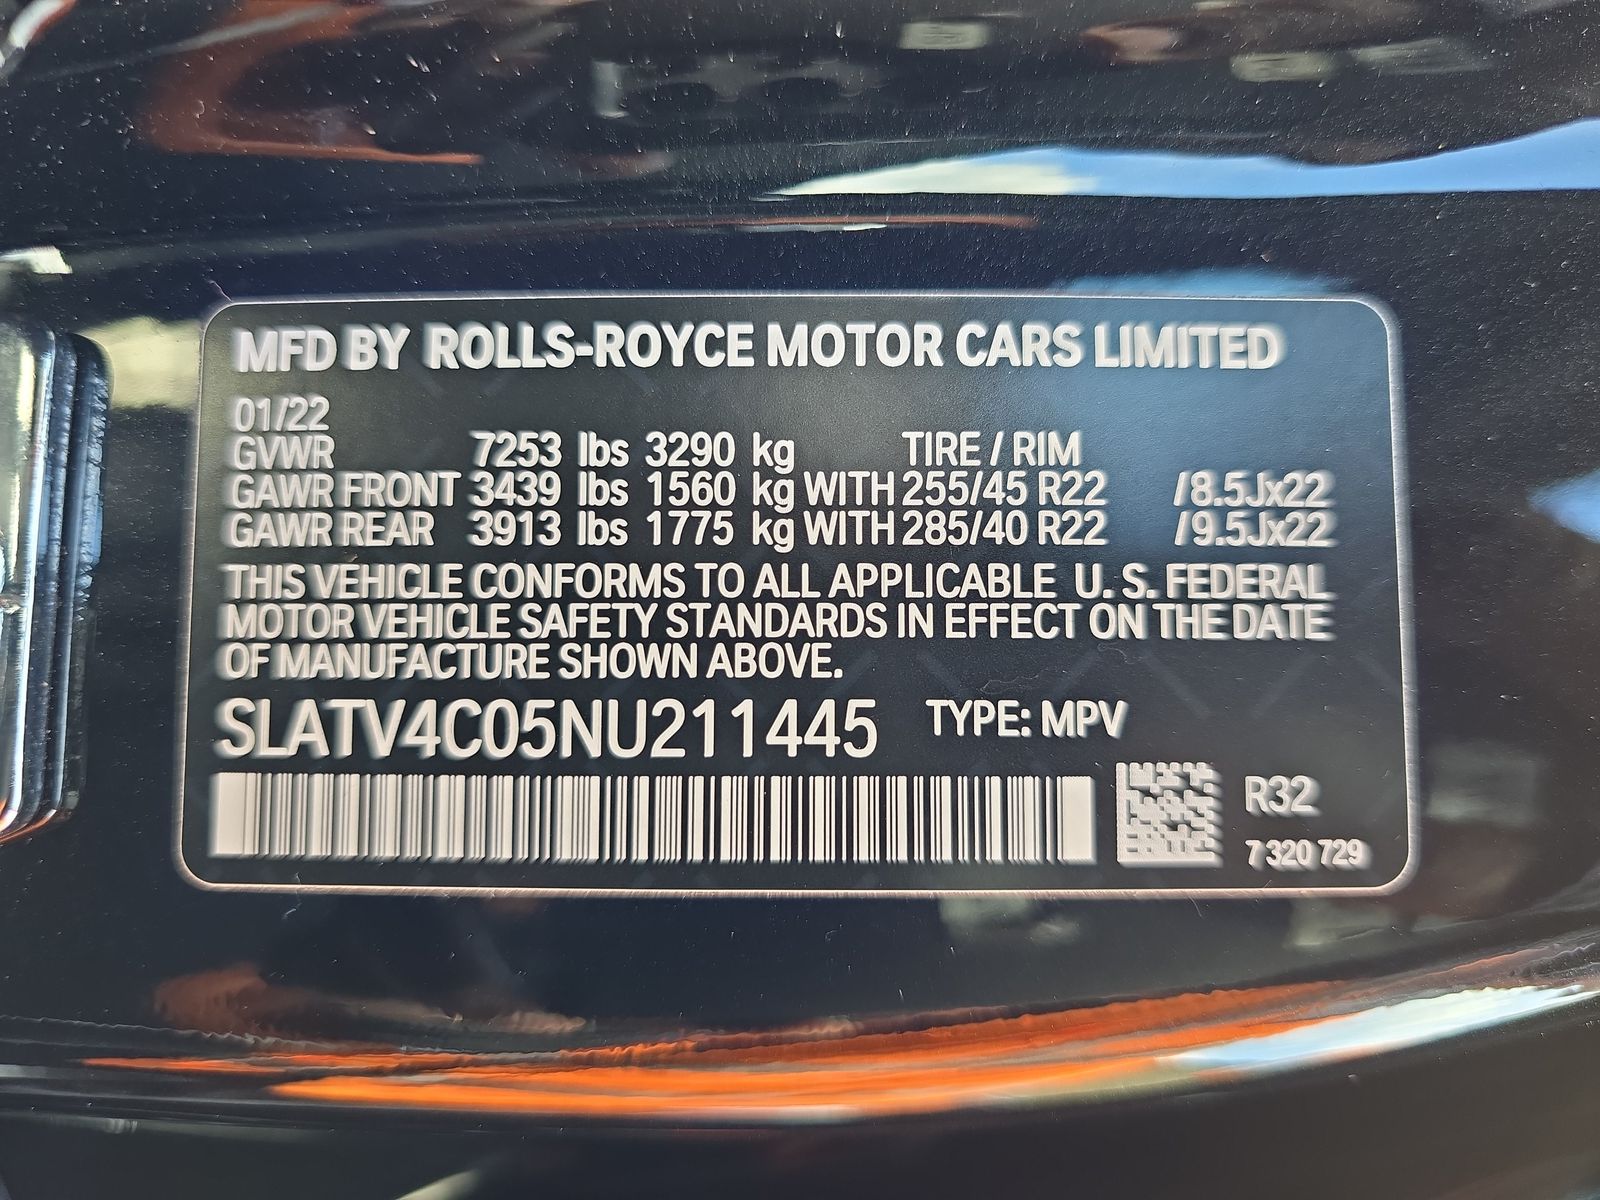 MFD BY ROLLS-ROYCE MOTOR CARS LIMITED
01/22
GVWR 7253 lbs 3290 kg TIRE / RIM
GAWR FRONT 3439 lbs 1560 kg WITH 255/45 R22 /8.5Jx22
GAWR REAR 3913 lbs 1775 kg WITH 285/40 R22 /9.5Jx22
THIS VEHICLE CONFORMS TO ALL APPLICABLE U. S. FEDERAL
MOTOR VEHICLE SAFETY STANDARDS IN EFFECT ON THE DATE
OF MANUFACTURE SHOWN ABOVE.
SLATV4C05NU211445 TYPE: MPV
R32
7 320 729